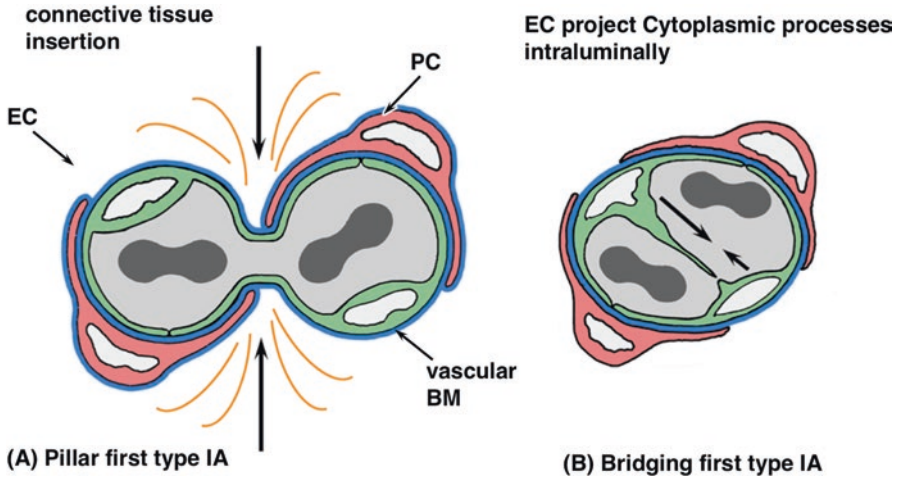 connective tissue
insertion
EC project Cytoplasmic processes
intraluminally
PC
EC
vascular
BM
(A) Pillar first type IA
(B) Bridging first type IA